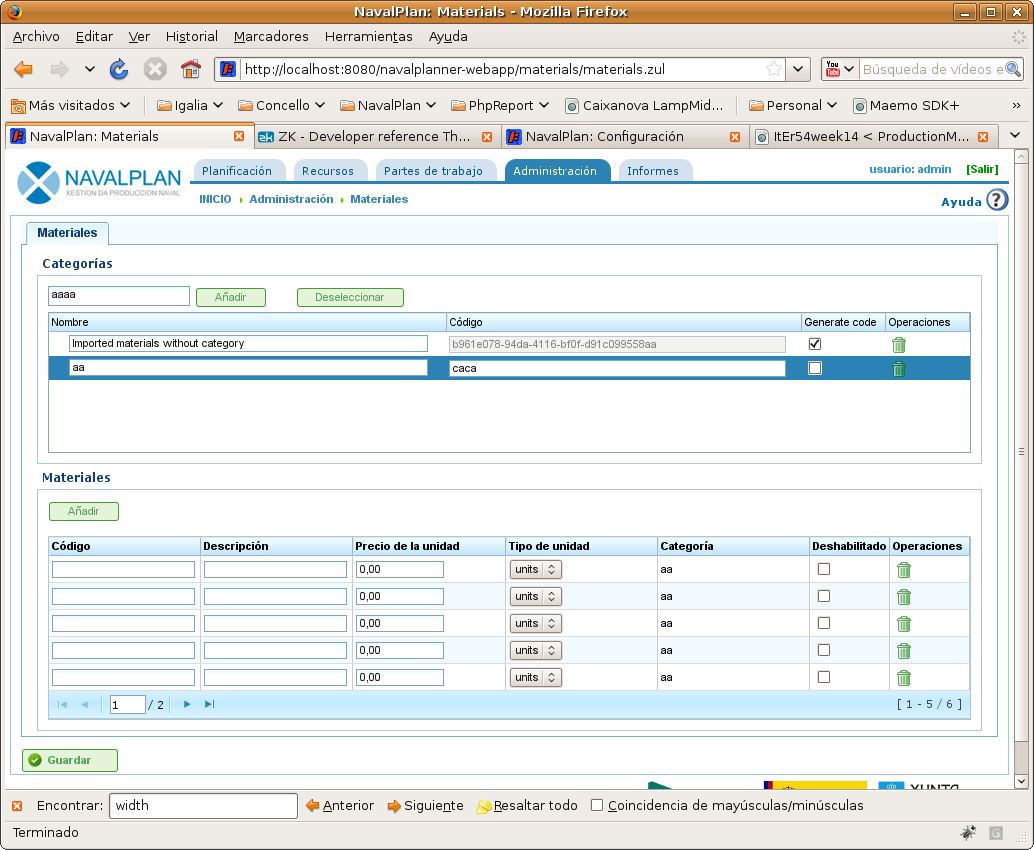 NavalPlan: Materials - Mozilla Firefox
Archivo Editar Ver Historial Marcadores Herramientas Ayuda
http://localhost:8080/navalplanner-webapp/materials/materials.zul
You Tube Búsqueda de vídeos e
Más visitados Igalia Concello NavalPlan PhpReport Caixanova LampMid... Personal Maemo SDK+ »
NavalPlan: Materials ZK - Developer reference Th... NavalPlan: Configuración ItEr54week14 < ProductionM...
NAVALPLAN
XESTION DA PRODUCCION NAVAL
Planificación Recursos Partes de trabajo Administración Informes
usuario: admin [Salir]
INICIO Administración Materiales
Ayuda ?
Materiales
Categorías
aaaa Añadir Deseleccionar
Nombre Código Generate code Operaciones
Imported materials without category b961e078-94da-4116-bf0f-d91c099558aa
aa caca
Materiales
Añadir
Código Descripción Precio de la unidad Tipo de unidad Categoría Deshabilitado Operaciones
0,00 units aa
0,00 units aa
0,00 units aa
0,00 units aa
0,00 units aa
1 / 2 [ 1 - 5 / 6 ]
Guardar
XUNTA
Encontrar: width Anterior Siguiente Resaltar todo Coincidencia de mayúsculas/minúsculas
Terminado